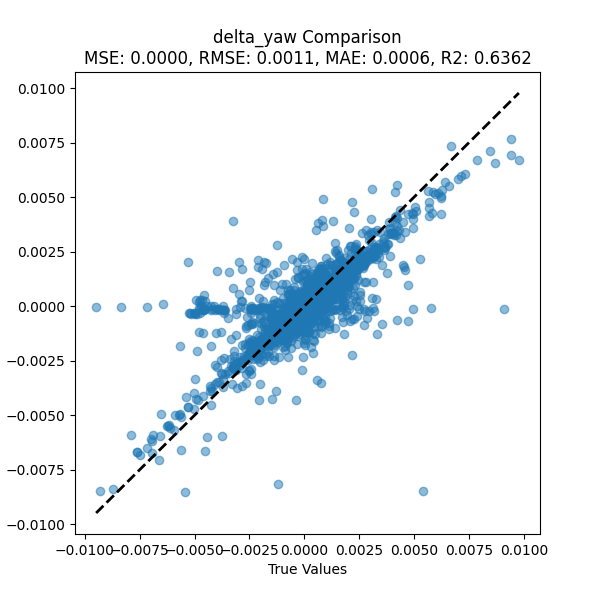 delta_yaw Comparison
MSE: 0.0000, RMSE: 0.0011, MAE: 0.0006, R2: 0.6362
0.0100
0.0075
0.0050
0.0025
0.0000
−0.0025
−0.0050
−0.0075
−0.0100
−0.0100 −0.0075 −0.0050 −0.0025 0.0000 0.0025 0.0050 0.0075 0.0100
True Values